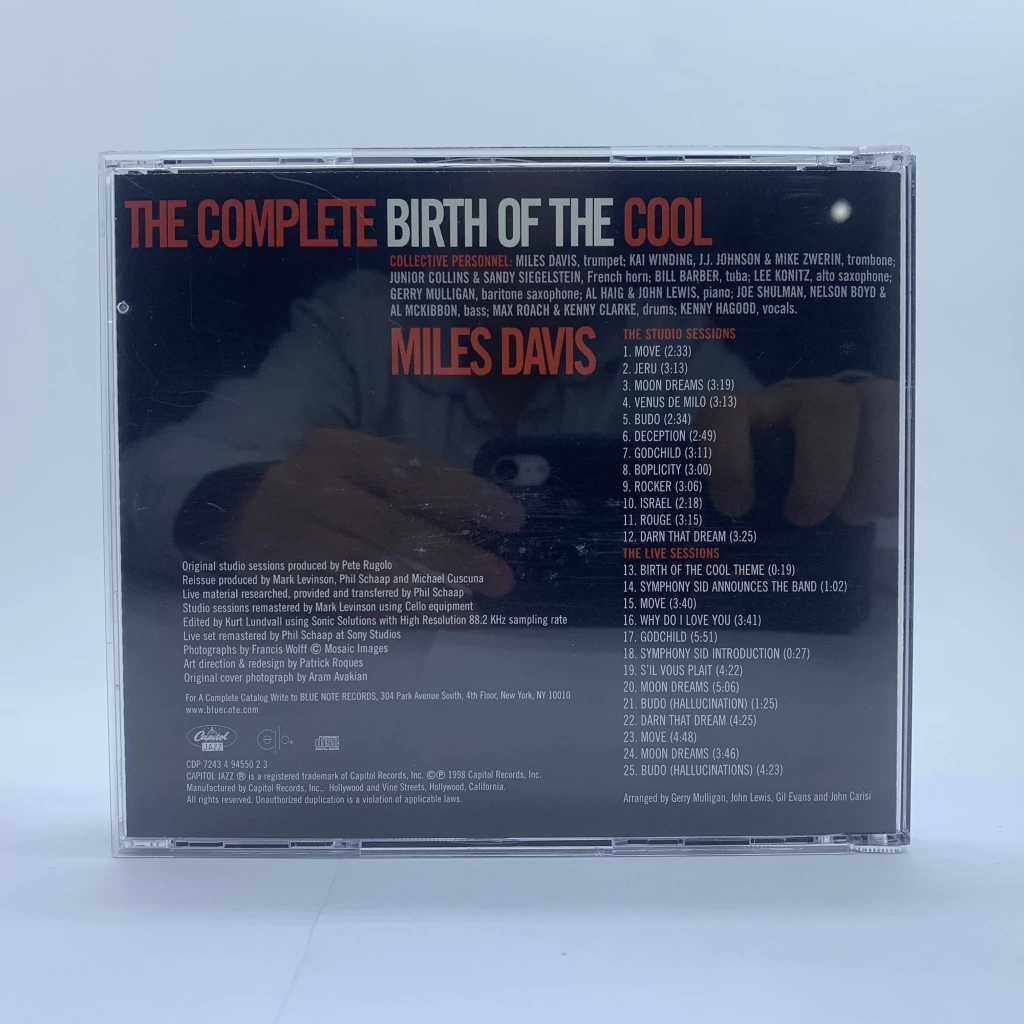 THE COMPLETE BIRTH OF THE COOL
COLLECTIVE PERSONNEL: MILES DAVIS, trumpet; KAI WINDING, J.J. JOHNSON & MIKE ZWERIN, trombone;
JUNIOR COLLINS & SANDY SIEGELSTEIN, French horn; BILL BARBER, tuba; LEE KONITZ, alto saxophone;
GERRY MULLIGAN, baritone saxophone; AL HAIG & JOHN LEWIS, piano; JOE SHULMAN, NELSON BOYD &
AL MCKIBBON, bass; MAX ROACH & KENNY CLARKE, drums; KENNY HAGOOD, vocals.
MILES DAVIS
THE STUDIO SESSIONS
1. MOVE (2:33)
2. JERU (3:13)
3. MOON DREAMS (3:19)
4. VENUS DE MILO (3:13)
5. BUDO (2:34)
6. DECEPTION (2:49)
7. GODCHILD (3:11)
8. BOPLICITY (3:00)
9. ROCKER (3:06)
10. ISRAEL (2:18)
11. ROUGE (3:15)
12. DARN THAT DREAM (3:25)
THE LIVE SESSIONS
13. BIRTH OF THE COOL THEME (0:19)
14. SYMPHONY SID ANNOUNCES THE BAND (1:02)
15. MOVE (3:40)
16. WHY DO I LOVE YOU (3:41)
17. GODCHILD (5:51)
18. SYMPHONY SID INTRODUCTION (0:27)
19. S'IL VOUS PLAIT (4:22)
20. MOON DREAMS (5:06)
21. BUDO (HALLUCINATION) (1:25)
22. DARN THAT DREAM (4:25)
23. MOVE (4:48)
24. MOON DREAMS (3:46)
25. BUDO (HALLUCINATIONS) (4:23)
Arranged by Gerry Mulligan, John Lewis, Gil Evans and John Carisi
Original studio sessions produced by Pete Rugolo
Reissue produced by Mark Levinson, Phil Schaap and Michael Cuscuna
Live material researched, provided and transferred by Phil Schaap
Studio sessions remastered by Mark Levinson using Cello equipment
Edited by Kurt Lundvall using Sonic Solutions with High Resolution 88.2 KHz sampling rate
Live set remastered by Phil Schaap at Sony Studios
Photographs by Francis Wolff © Mosaic Images
Art direction & redesign by Patrick Roques
Original cover photograph by Aram Avakian
For A Complete Catalog Write to BLUE NOTE RECORDS, 304 Park Avenue South, 4th Floor, New York, NY 10010
www.bluenote.com
Capitol
JAZZ
disc
CDP 7243 4 94550 2 3
CAPITOL JAZZ ® is a registered trademark of Capitol Records, Inc. ©℗ 1998 Capitol Records, Inc.
Manufactured by Capitol Records, Inc., Hollywood and Vine Streets, Hollywood, California.
All rights reserved. Unauthorized duplication is a violation of applicable laws.